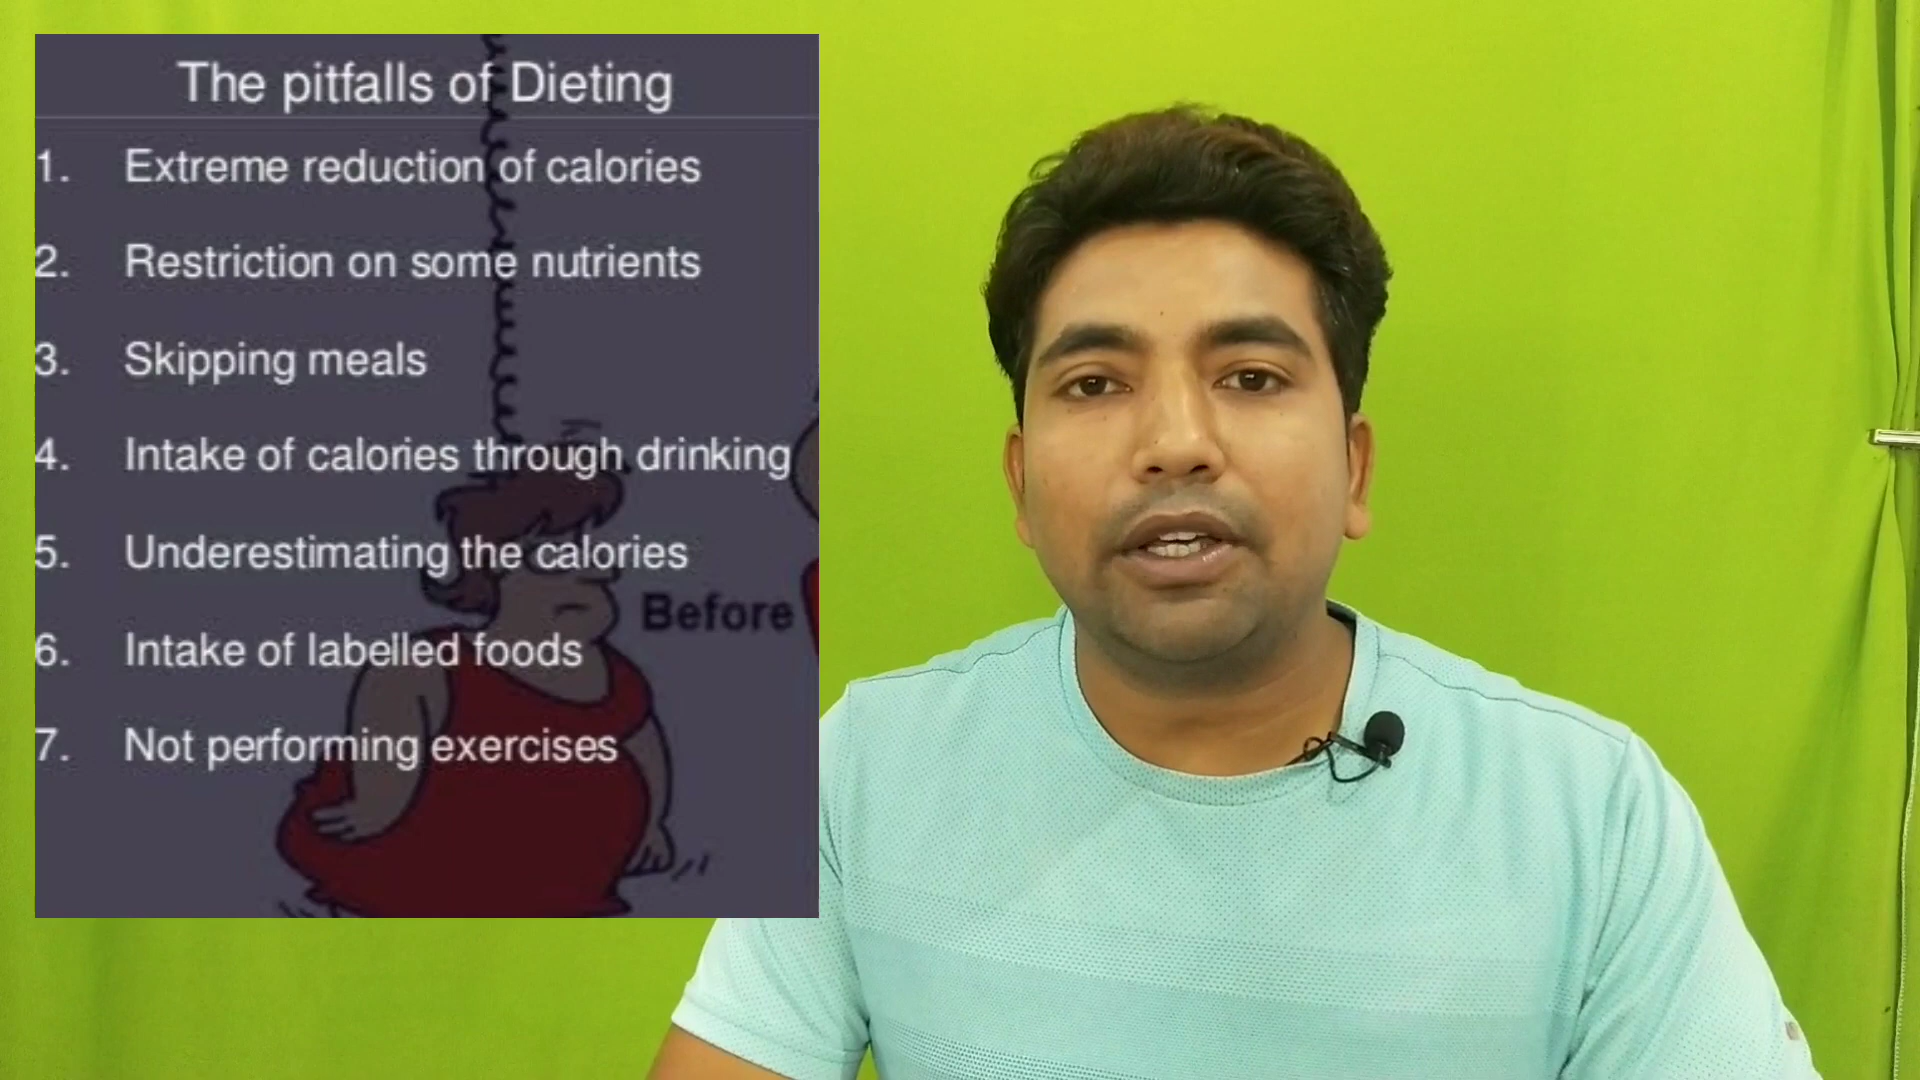 The pitfalls of Dieting
1. Extreme reduction of calories
2. Restriction on some nutrients
3. Skipping meals
4. Intake of calories through drinking
5. Underestimating the calories
6. Intake of labelled foods
7. Not performing exercises
Before